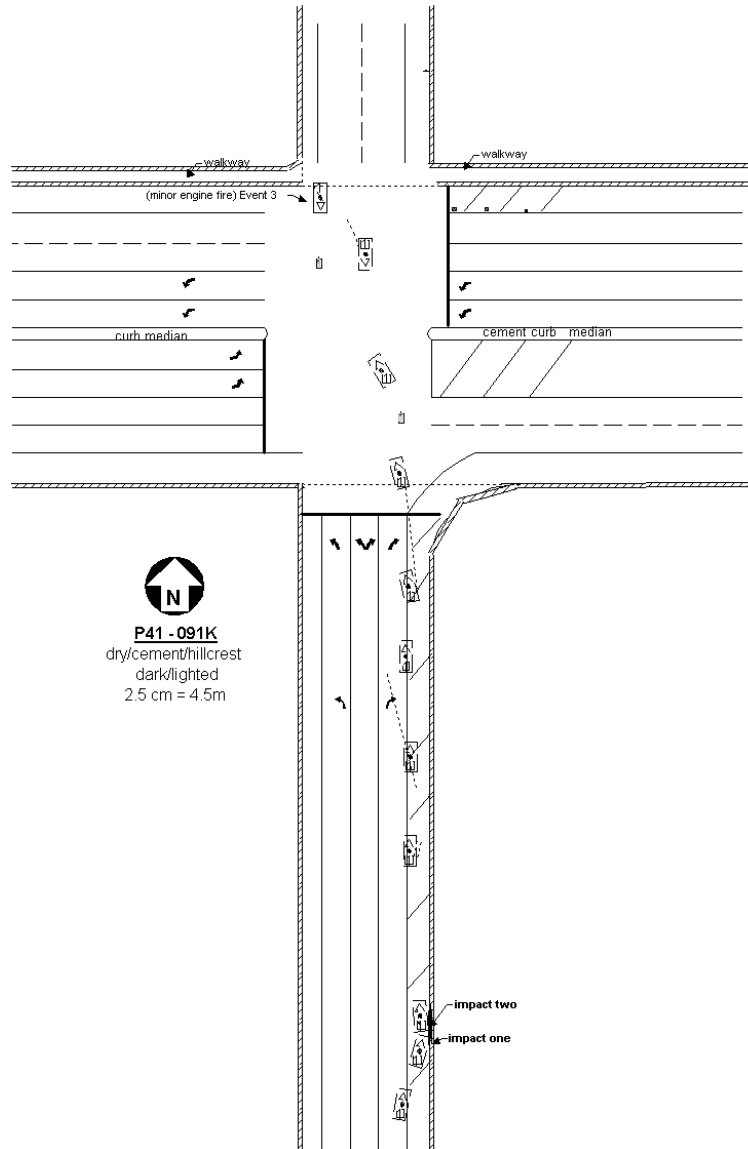 walkway
walkway
(minor engine fire) Event 3
curb median
cement curb median
N
P41 - 091K
dry/cement/hillcrest
dark/lighted
2.5 cm = 4.5m
impact two
impact one